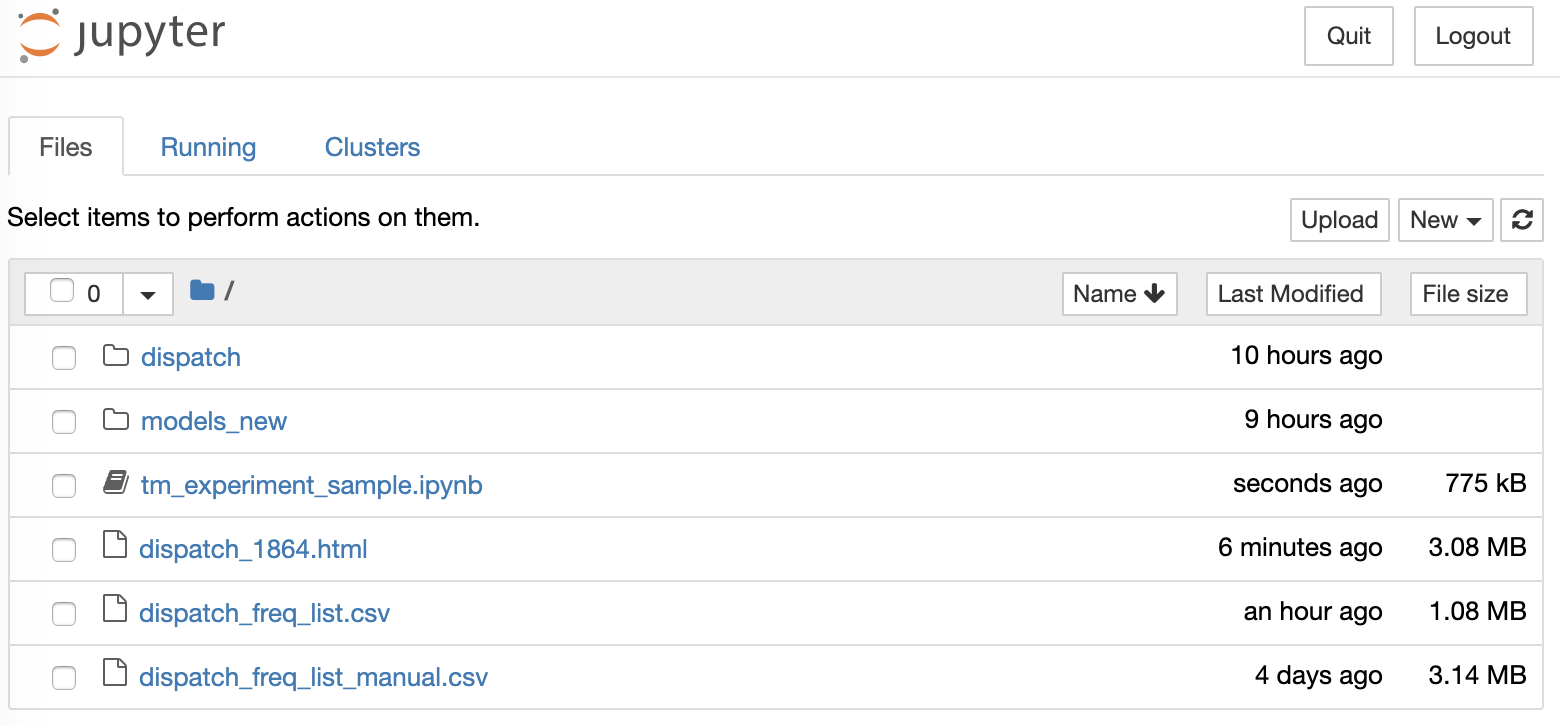 jupyter Quit Logout
Files Running Clusters
Select items to perform actions on them. Upload New
0 / Name Last Modified File size
dispatch 10 hours ago
models_new 9 hours ago
tm_experiment_sample.ipynb seconds ago 775 kB
dispatch_1864.html 6 minutes ago 3.08 MB
dispatch_freq_list.csv an hour ago 1.08 MB
dispatch_freq_list_manual.csv 4 days ago 3.14 MB